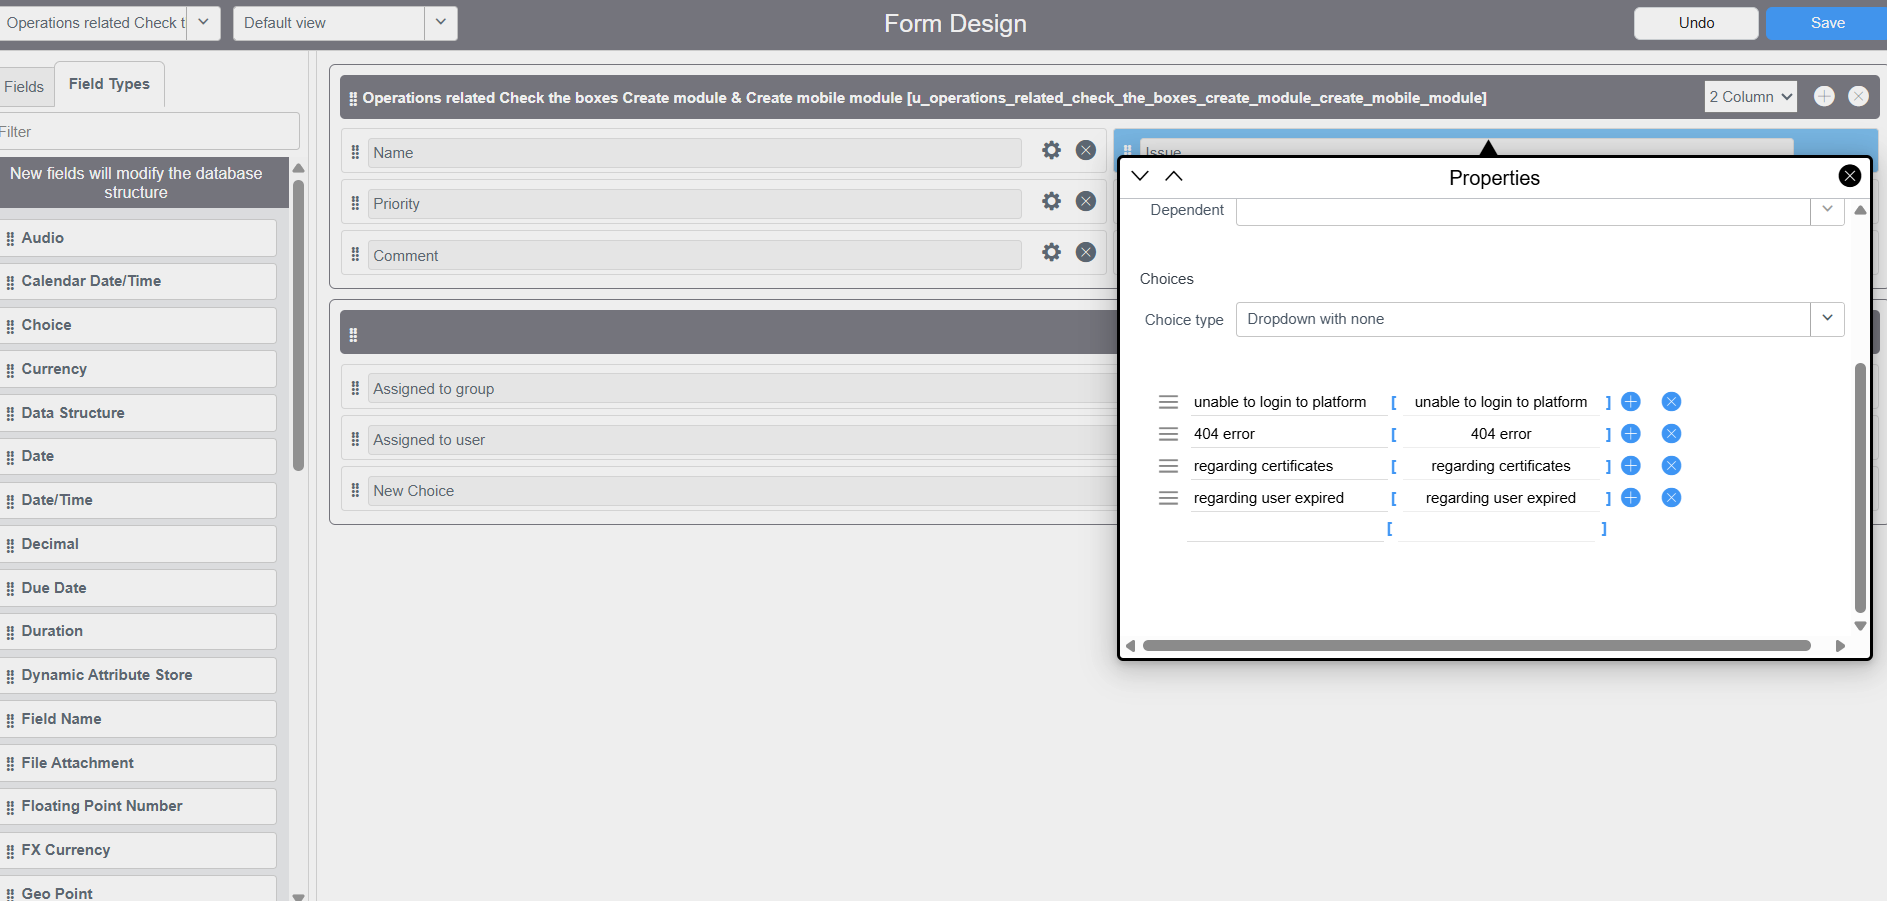 Operations related Check t
Default view
Form Design
Undo
Save
Fields
Field Types
Filter
New fields will modify the database
structure
Audio
Calendar Date/Time
Choice
Currency
Data Structure
Date
Date/Time
Decimal
Due Date
Duration
Dynamic Attribute Store
Field Name
File Attachment
Floating Point Number
FX Currency
Geo Point
Operations related Check the boxes Create module & Create mobile module [u_operations_related_check_the_boxes_create_module_create_mobile_module]
2 Column
Name
Issue
Priority
Comment
Assigned to group
Assigned to user
New Choice
Properties
Dependent
Choices
Choice type
Dropdown with none
unable to login to platform [ unable to login to platform ]
404 error [ 404 error ]
regarding certificates [ regarding certificates ]
regarding user expired [ regarding user expired ]
[ ]